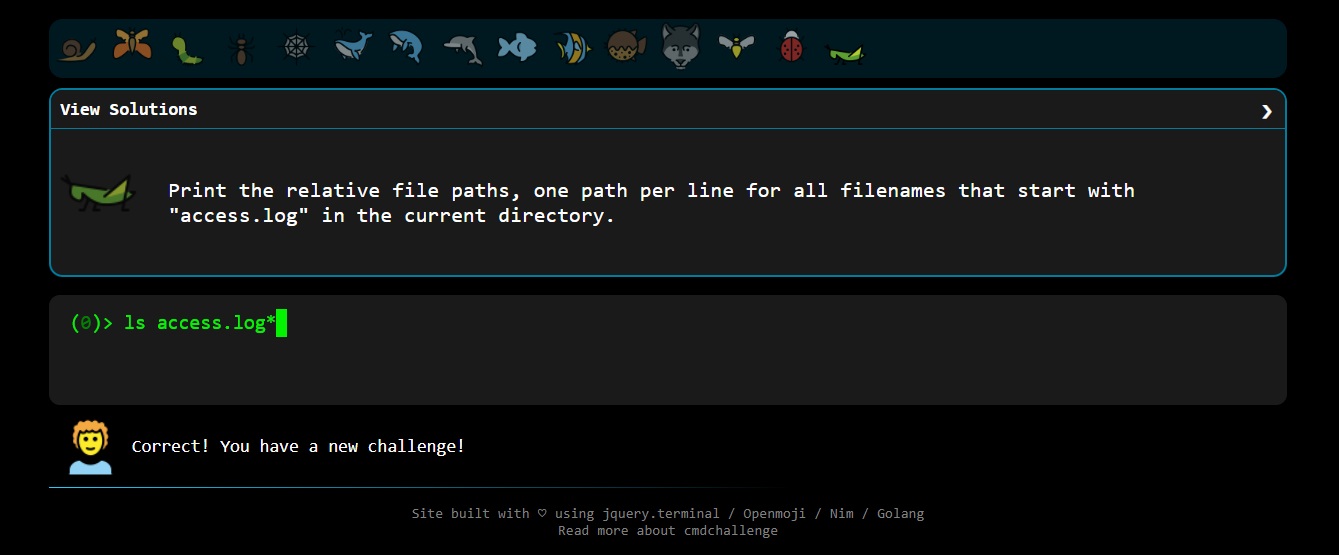 View Solutions ❯
Print the relative file paths, one path per line for all filenames that start with
"access.log" in the current directory.
(0)> ls access.log*
Correct! You have a new challenge!
Site built with ♡ using jquery.terminal / Openmoji / Nim / Golang
Read more about cmdchallenge